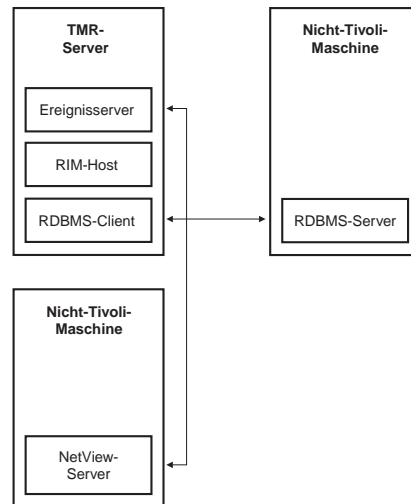 TMR-
Server
Ereignisserver
RIM-Host
RDBMS-Client
Nicht-Tivoli-
Maschine
RDBMS-Server
Nicht-Tivoli-
Maschine
NetView-
Server